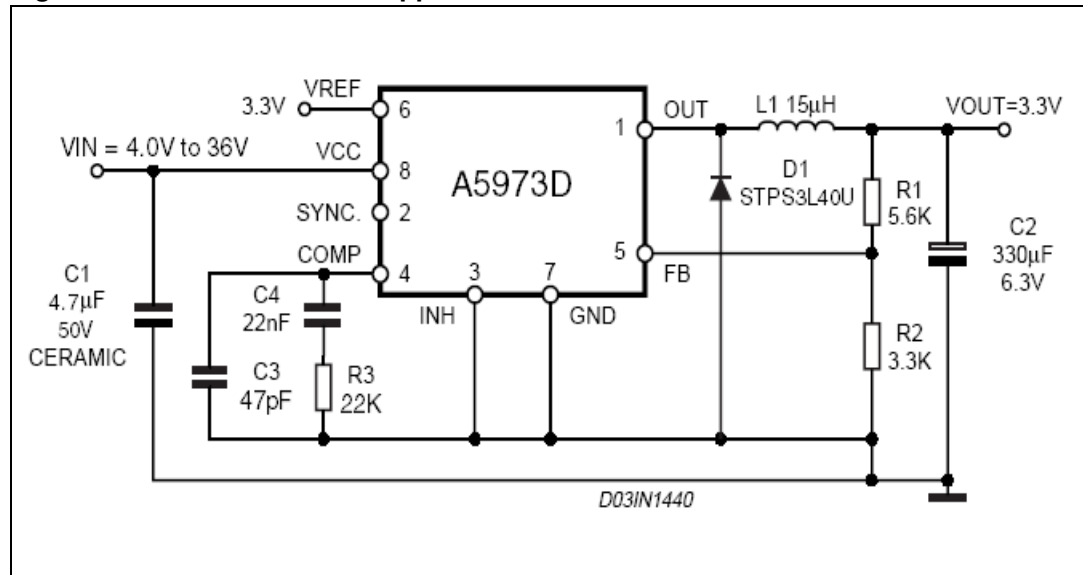 VREF
3.3V
6
OUT
L1 15µH
VOUT=3.3V
1
VIN = 4.0V to 36V
VCC
8
A5973D
D1
STPS3L40U
R1
5.6K
SYNC.
2
C2
330µF
6.3V
COMP
4
3
7
5
FB
INH
GND
C1
4.7µF
50V
CERAMIC
C4
22nF
R2
3.3K
C3
47pF
R3
22K
D03IN1440